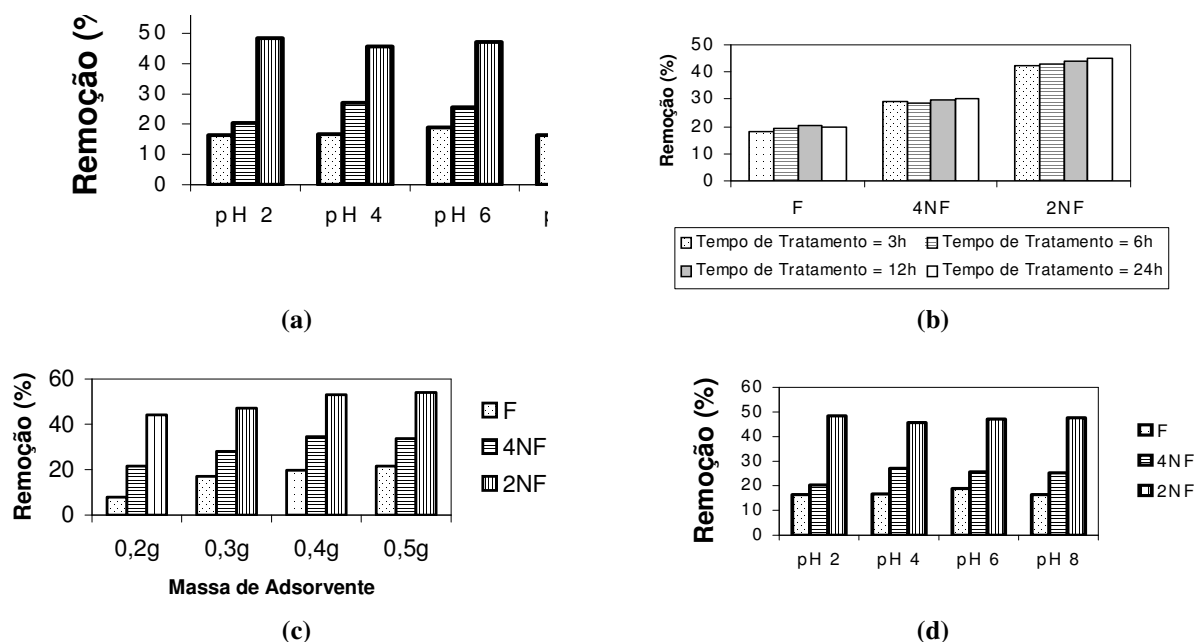 Remoção (%
50
40
30
20
10
0
pH 2 pH 4 pH 6
(a)
Remoção (%)
50
40
30
20
10
0
F 4NF 2NF
Tempo de Tratamento = 3h Tempo de Tratamento = 6h
Tempo de Tratamento = 12h Tempo de Tratamento = 24h
(b)
Remoção (%)
60
40
20
0
0,2g 0,3g 0,4g 0,5g
Massa de Adsorvente
F
4NF
2NF
(c)
Remoção (%)
60
50
40
30
20
10
0
pH 2 pH 4 pH 6 pH 8
F
4NF
2NF
(d)